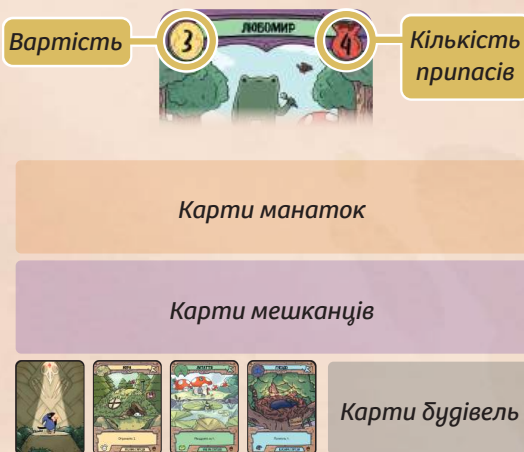 Вартість
3
ЛЮБОМИР
4
Кількість
припасів
Карти манаток
Карти мешканців
Карти будівель